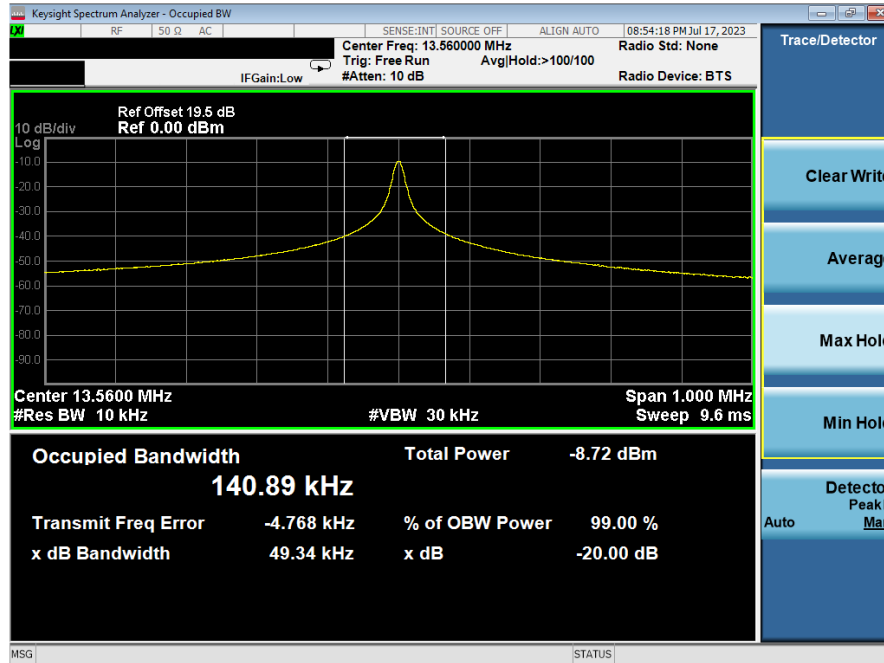 Keysight Spectrum Analyzer - Occupied BW
LXI RF 50 Ω AC SENSE:INT SOURCE OFF ALIGN AUTO 08:54:18 PM Jul 17, 2023
Center Freq: 13.560000 MHz Radio Std: None
Trig: Free Run Avg|Hold:>100/100
IFGain:Low #Atten: 10 dB Radio Device: BTS
Trace/Detector
Ref Offset 19.5 dB
10 dB/div Ref 0.00 dBm
Log
-10.0
-20.0
-30.0
-40.0
-50.0
-60.0
-70.0
-80.0
-90.0
Center 13.5600 MHz Span 1.000 MHz
#Res BW 10 kHz #VBW 30 kHz Sweep 9.6 ms
Clear Write
Average
Max Hold
Min Hold
Detector
Peak
Auto Man
Occupied Bandwidth Total Power -8.72 dBm
140.89 kHz
Transmit Freq Error -4.768 kHz % of OBW Power 99.00 %
x dB Bandwidth 49.34 kHz x dB -20.00 dB
MSG STATUS